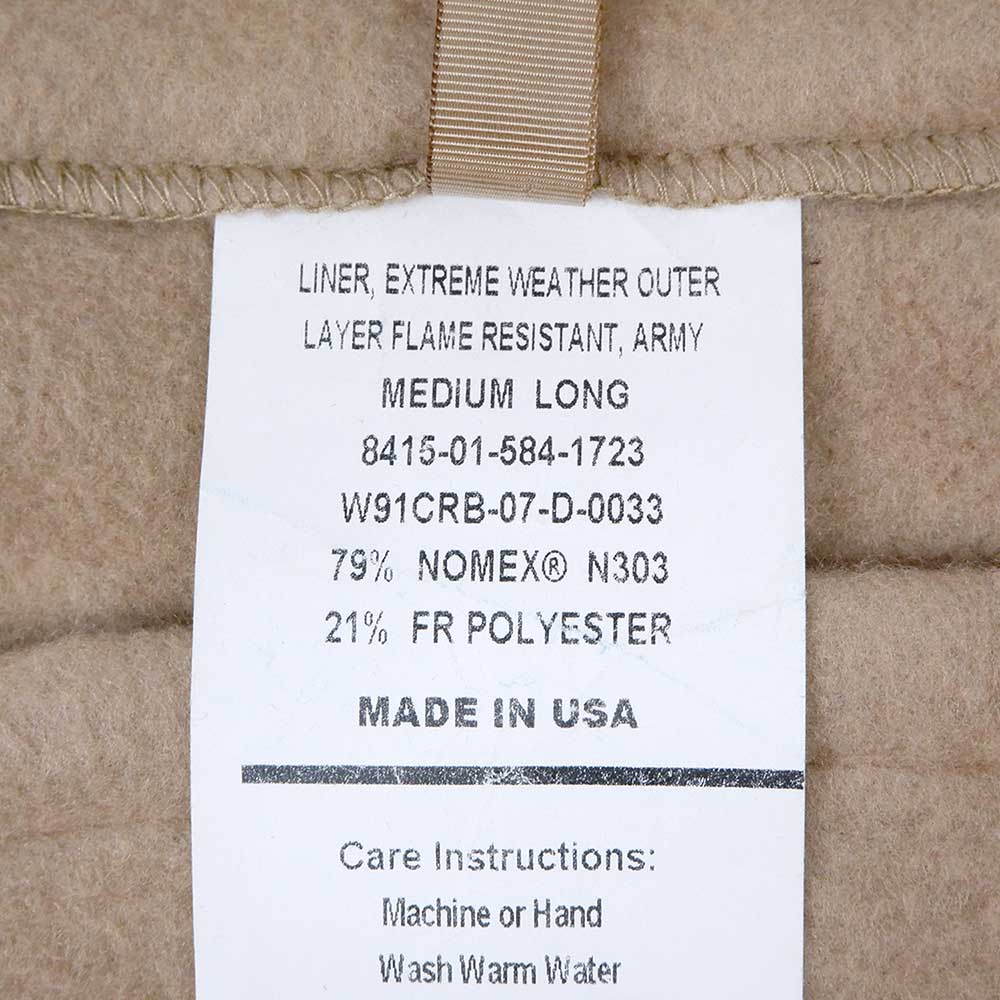 LINER, EXTREME WEATHER OUTER
LAYER FLAME RESISTANT, ARMY
MEDIUM LONG
8415-01-584-1723
W91CRB-07-D-0033
79% NOMEX® N303
21% FR POLYESTER
MADE IN USA
Care Instructions:
Machine or Hand
Wash Warm Water